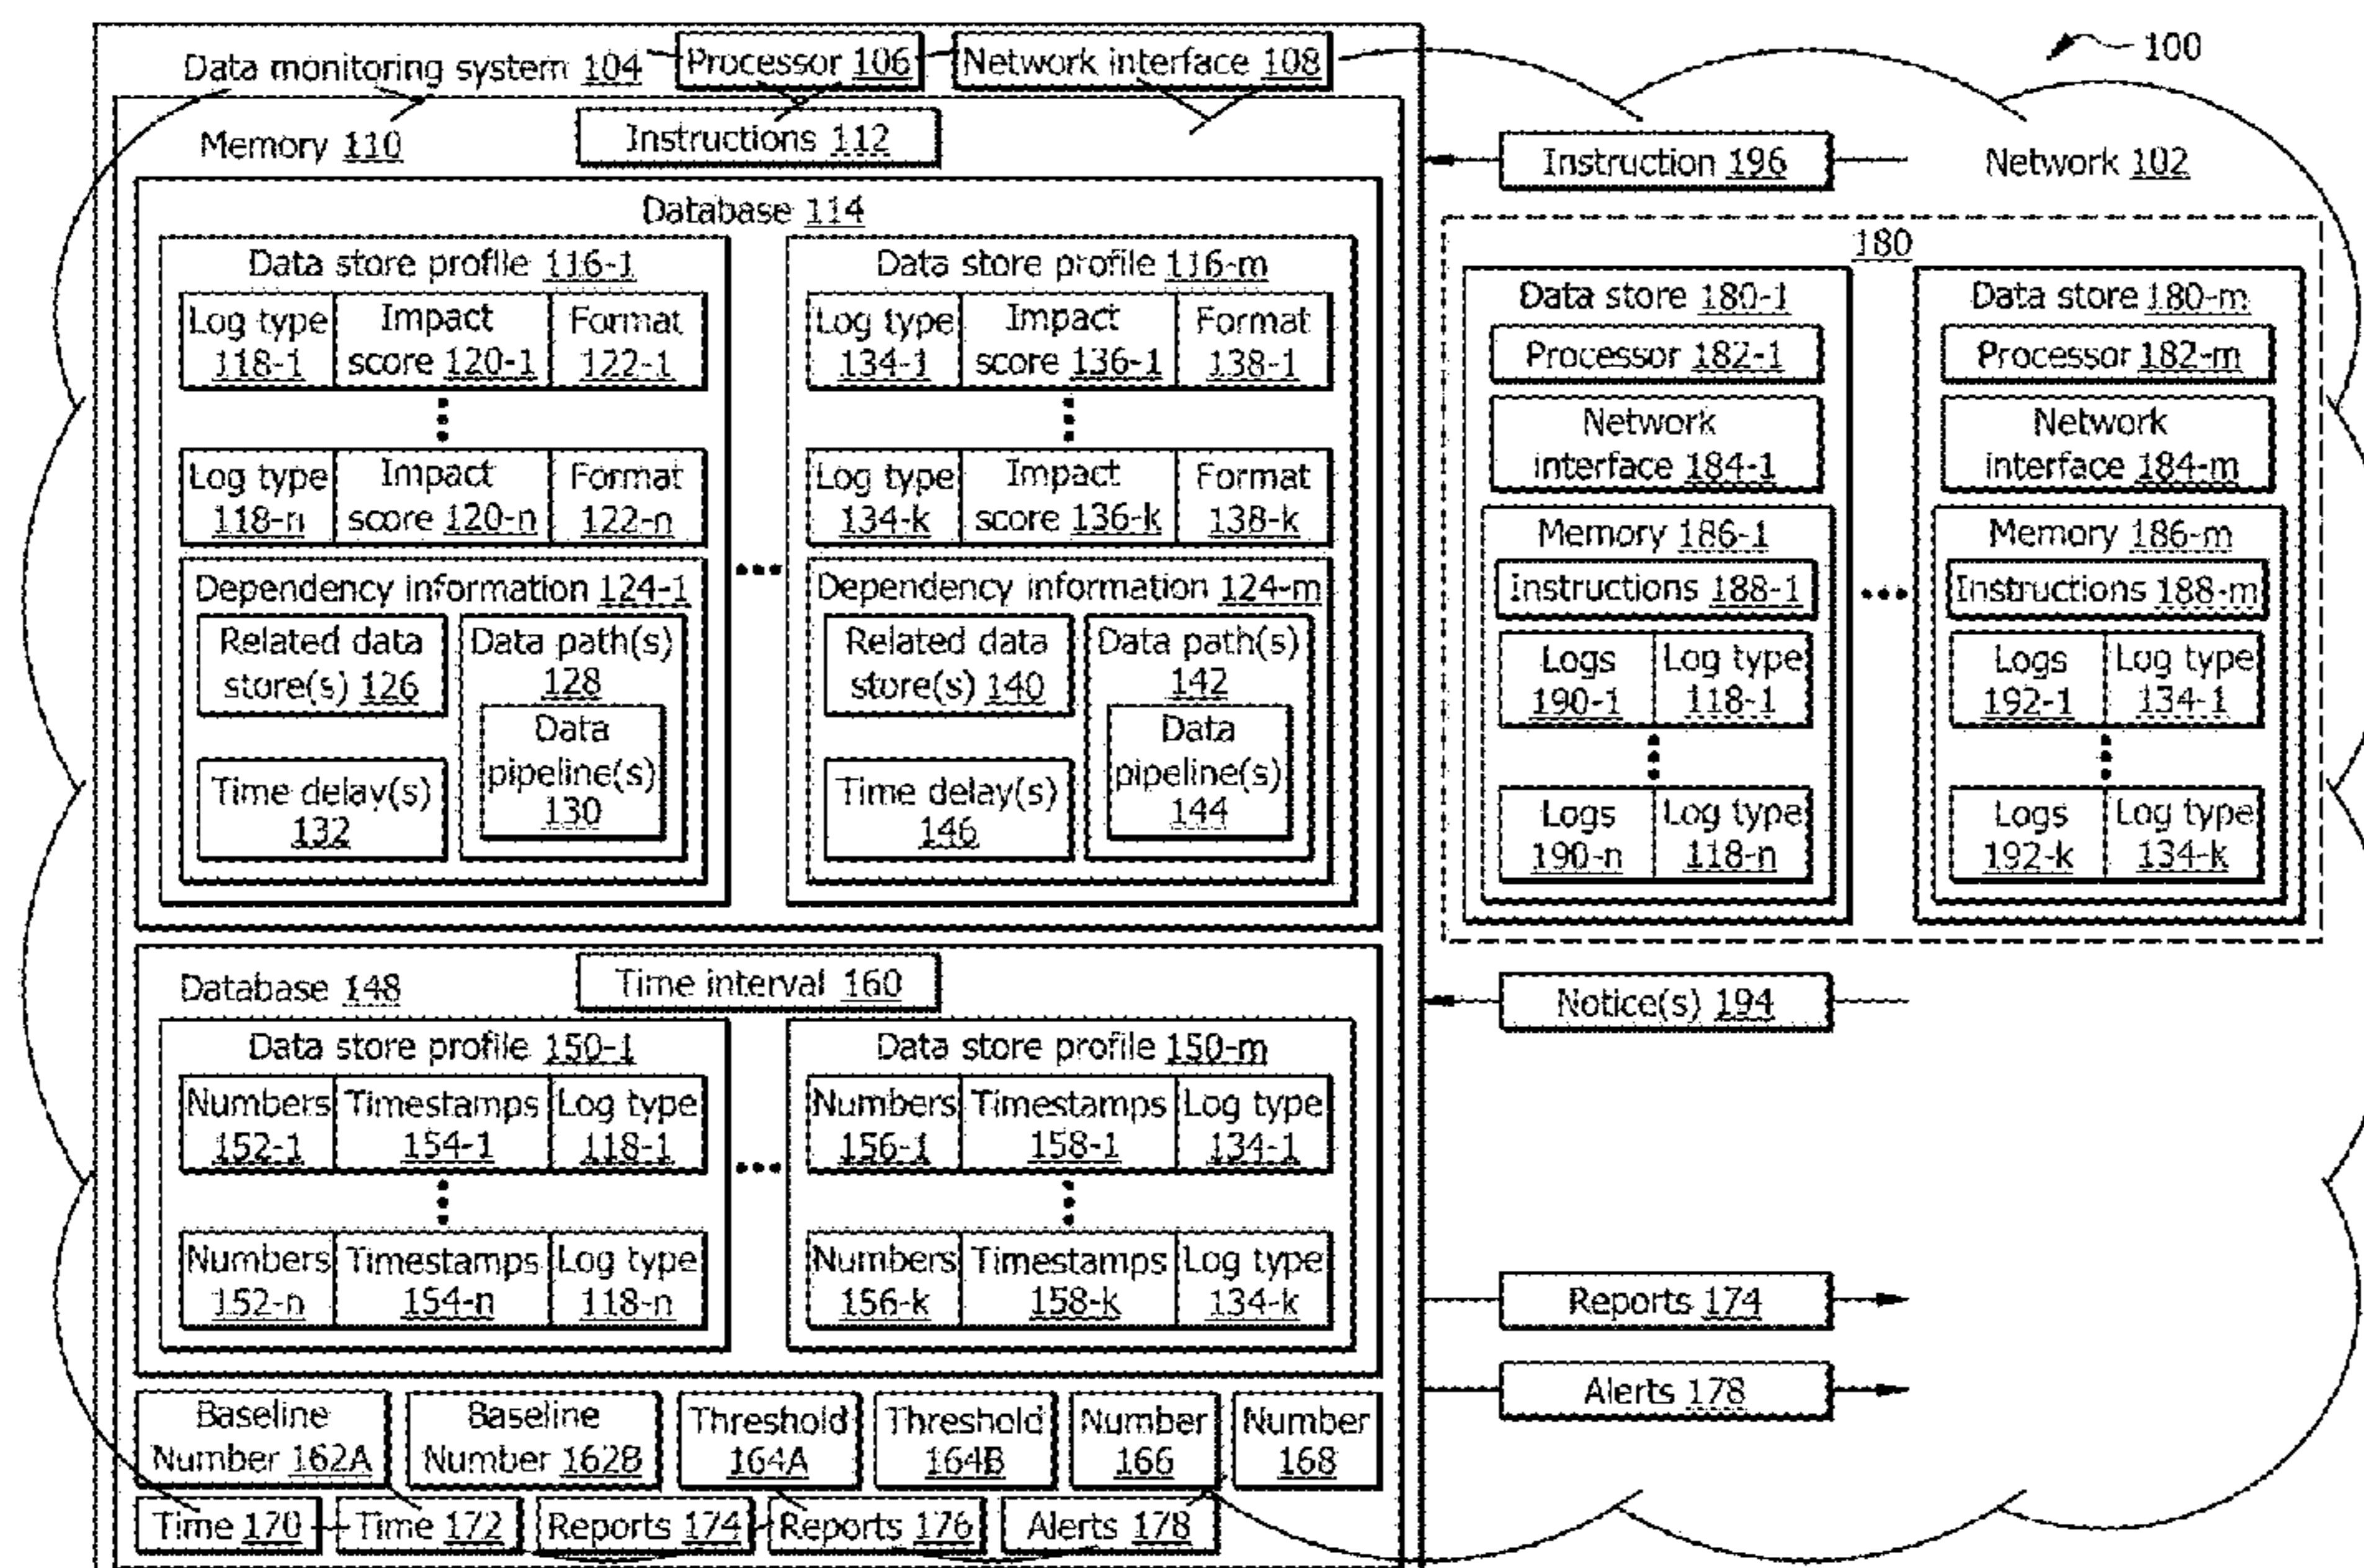 100
Data monitoring system 104
Processor 106
Network interface 108
Memory 110
Instructions 112
Instruction 196
Network 102
Database 114
Data store profile 116-1
Log type 118-1
Impact score 120-1
Format 122-1
Log type 118-n
Impact score 120-n
Format 122-n
Dependency information 124-1
Related data store(s) 126
Data path(s) 128
Data pipeline(s) 130
Time delay(s) 132
Data store profile 116-m
Log type 134-1
Impact score 136-1
Format 138-1
Log type 134-k
Impact score 136-k
Format 138-k
Dependency information 124-m
Related data store(s) 140
Data path(s) 142
Data pipeline(s) 144
Time delay(s) 146
180
Data store 180-1
Processor 182-1
Network interface 184-1
Memory 186-1
Instructions 188-1
Logs 190-1
Log type 118-1
Logs 190-n
Log type 118-n
Data store 180-m
Processor 182-m
Network interface 184-m
Memory 186-m
Instructions 188-m
Logs 192-1
Log type 134-1
Logs 192-k
Log type 134-k
Database 148
Time interval 160
Notice(s) 194
Data store profile 150-1
Numbers 152-1
Timestamps 154-1
Log type 118-1
Numbers 152-n
Timestamps 154-n
Log type 118-n
Data store profile 150-m
Numbers 156-1
Timestamps 158-1
Log type 134-1
Numbers 156-k
Timestamps 158-k
Log type 134-k
Reports 174
Alerts 178
Baseline Number 162A
Baseline Number 162B
Threshold 164A
Threshold 164B
Number 166
Number 168
Time 170
Time 172
Reports 174
Reports 176
Alerts 178